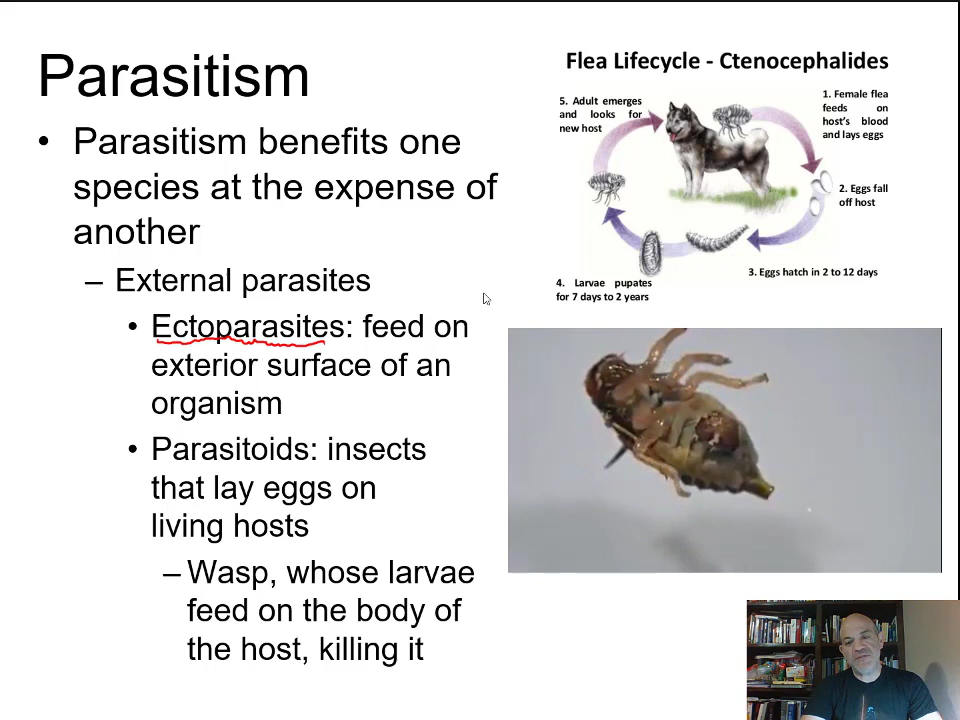 Parasitism
• Parasitism benefits one
species at the expense of
another
– External parasites
• Ectoparasites: feed on
exterior surface of an
organism
• Parasitoids: insects
that lay eggs on
living hosts
– Wasp, whose larvae
feed on the body of
the host, killing it
Flea Lifecycle - Ctenocephalides
1. Female flea
feeds on
host's blood
and lays eggs
2. Eggs fall
off host
3. Eggs hatch in 2 to 12 days
4. Larvae pupates
for 7 days to 2 years
5. Adult emerges
and looks for
new host